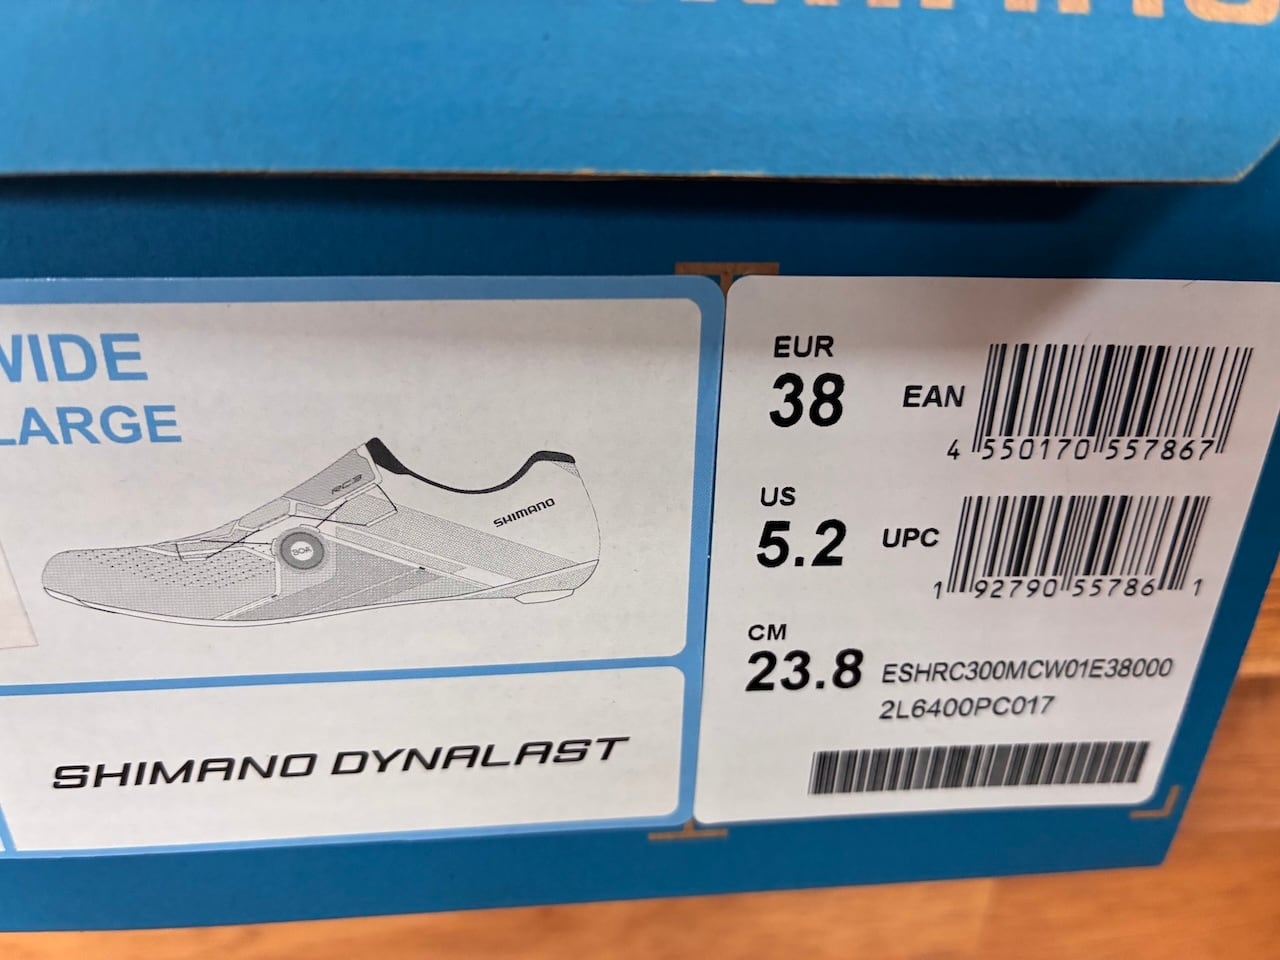 WIDE
LARGE
RC3
BOA
SHIMANO
SHIMANO DYNALAST
EUR
38
EAN
4 550170 557867
US
5.2
UPC
1 92790 55786 1
CM
23.8
ESHRC300MCW01E38000
2L6400PC017